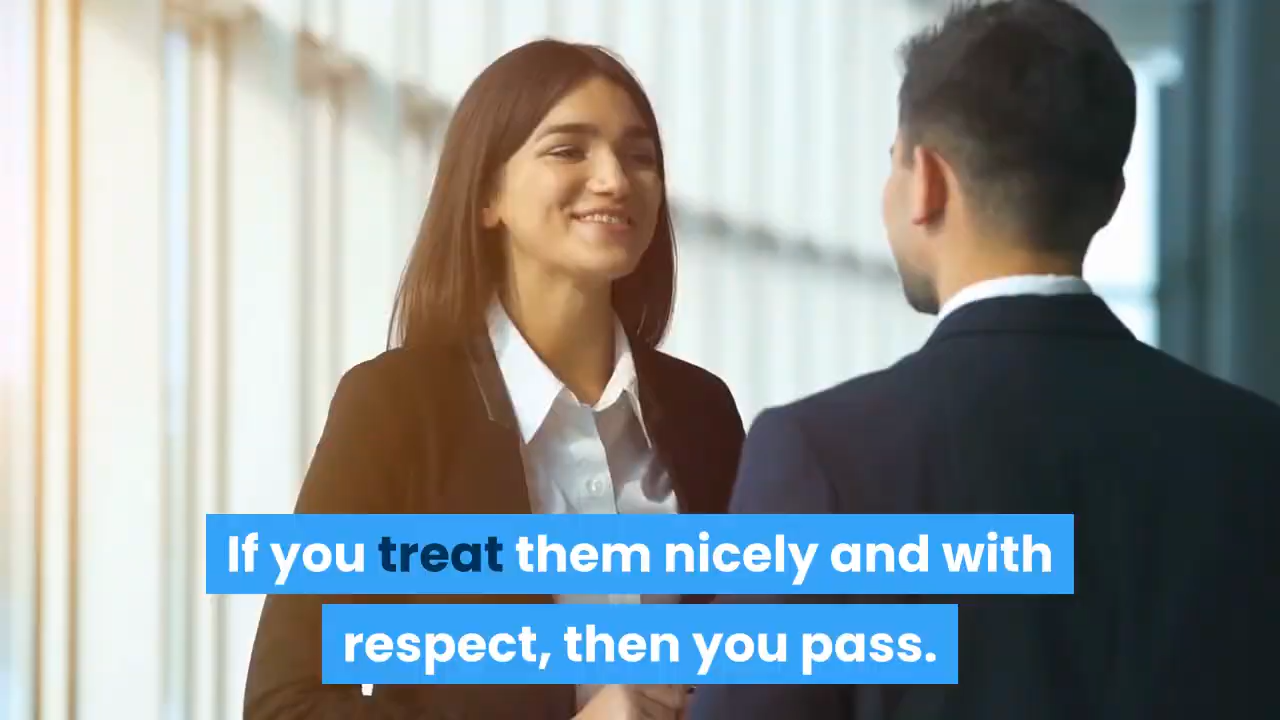 If you treat them nicely and with
respect, then you pass.